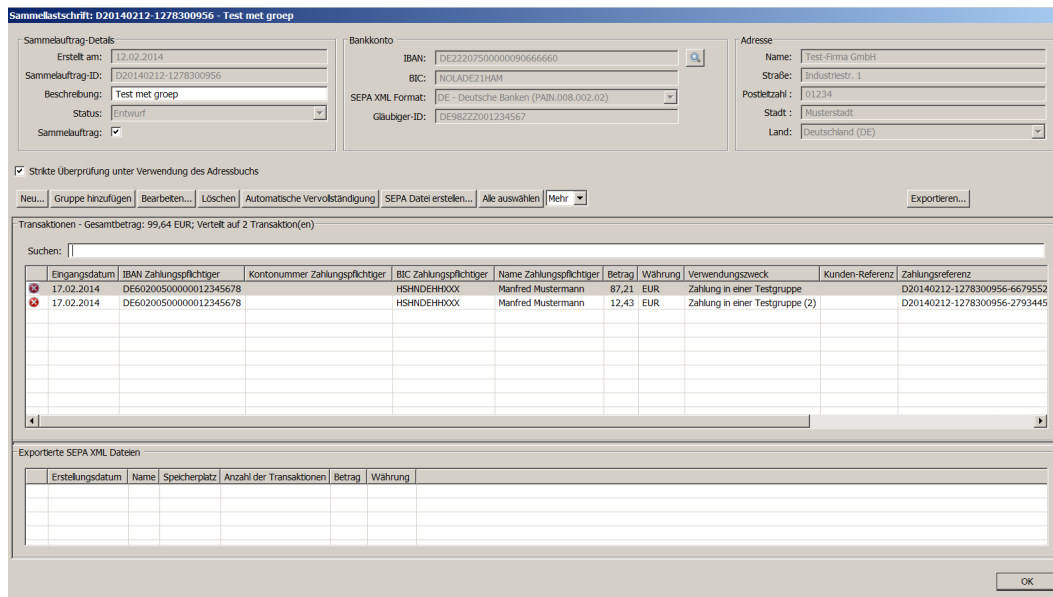 Sammellastschrift: D20140212-1278300956 - Test met groep
Sammelauftrag-Details
Erstellt am: 12.02.2014
Sammelauftrag-ID: D20140212-1278300956
Beschreibung: Test met groep
Status: Entwurf
Sammelauftrag:
Bankkonto
IBAN: DE22207500000090666660
BIC: NOLADE21HAM
SEPA XML Format: DE - Deutsche Banken (PAIN.008.002.02)
Gläubiger-ID: DE98ZZZ001234567
Adresse
Name: Test-Firma GmbH
Straße: Industriestr. 1
Postleitzahl : 01234
Stadt : Musterstadt
Land: Deutschland (DE)
Strikte Überprüfung unter Verwendung des Adressbuchs
Neu... Gruppe hinzufügen Bearbeiten... Löschen Automatische Vervollständigung SEPA Datei erstellen... Alle auswählen Mehr Exportieren...
Transaktionen - Gesamtbetrag: 99,64 EUR; Verteilt auf 2 Transaktion(en)
Suchen:
Eingangsdatum IBAN Zahlungspflichtiger Kontonummer Zahlungspflichtiger BIC Zahlungspflichtiger Name Zahlungspflichtiger Betrag Währung Verwendungszweck Kunden-Referenz Zahlungsreferenz
17.02.2014 DE60200500000012345678 HSHNDEHHXXX Manfred Mustermann 87,21 EUR Zahlung in einer Testgruppe D20140212-1278300956-6679552
17.02.2014 DE60200500000012345678 HSHNDEHHXXX Manfred Mustermann 12,43 EUR Zahlung in einer Testgruppe (2) D20140212-1278300956-2793445
Exportierte SEPA XML Dateien
Erstellungsdatum Name Speicherplatz Anzahl der Transaktionen Betrag Währung
OK